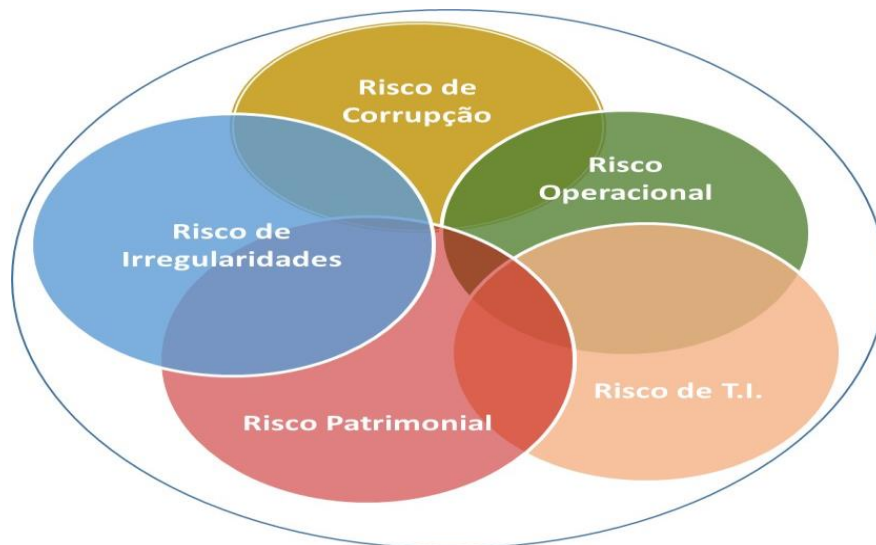 Risco de
Corrupção
Risco
Operacional
Risco de
Irregularidades
Risco de T.I.
Risco Patrimonial